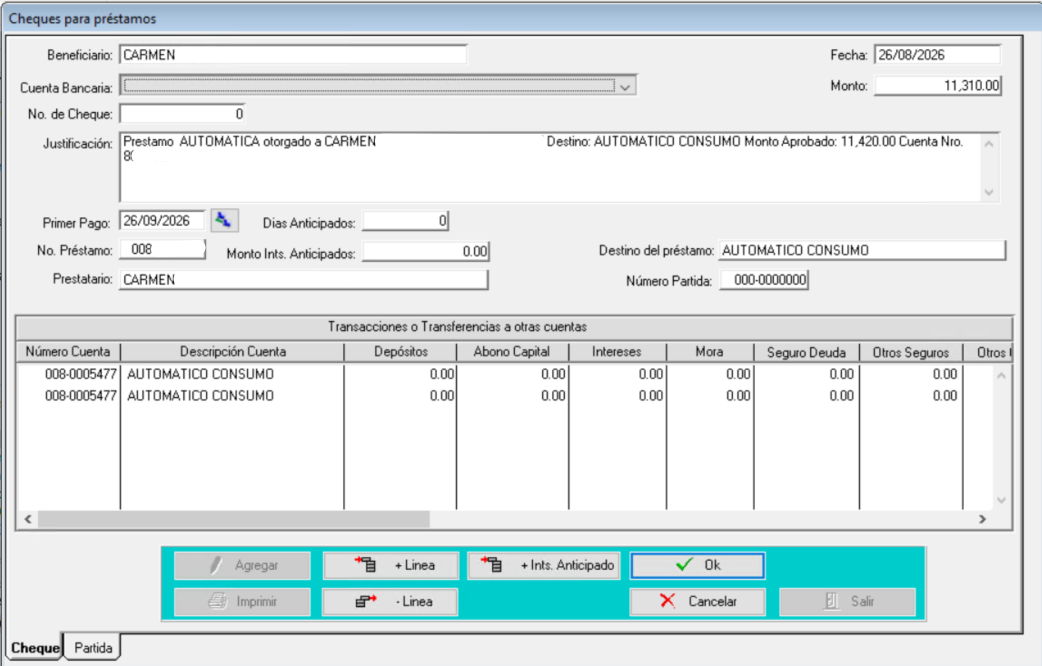 Cheques para préstamos
Beneficiario: CARMEN Fecha: 26/08/2026
Cuenta Bancaria: Monto: 11,310.00
No. de Cheque: 0
Justificación: Prestamo AUTOMATICA otorgado a CARMEN Destino: AUTOMATICO CONSUMO Monto Aprobado: 11,420.00 Cuenta Nro.
8(
Primer Pago: 26/09/2026 Dias Anticipados: 0
No. Préstamo: 008 Monto Ints. Anticipados: 0.00 Destino del préstamo: AUTOMATICO CONSUMO
Prestatario: CARMEN Número Partida: 000-0000000
Transacciones o Transferencias a otras cuentas
Número Cuenta Descripción Cuenta Depósitos Abono Capital Intereses Mora Seguro Deuda Otros Seguros Otros
008-0005477 AUTOMATICO CONSUMO 0.00 0.00 0.00 0.00 0.00 0.00
008-0005477 AUTOMATICO CONSUMO 0.00 0.00 0.00 0.00 0.00 0.00
Agregar + Linea + Ints. Anticipado Ok
Imprimir - Linea Cancelar Salir
Cheque Partida